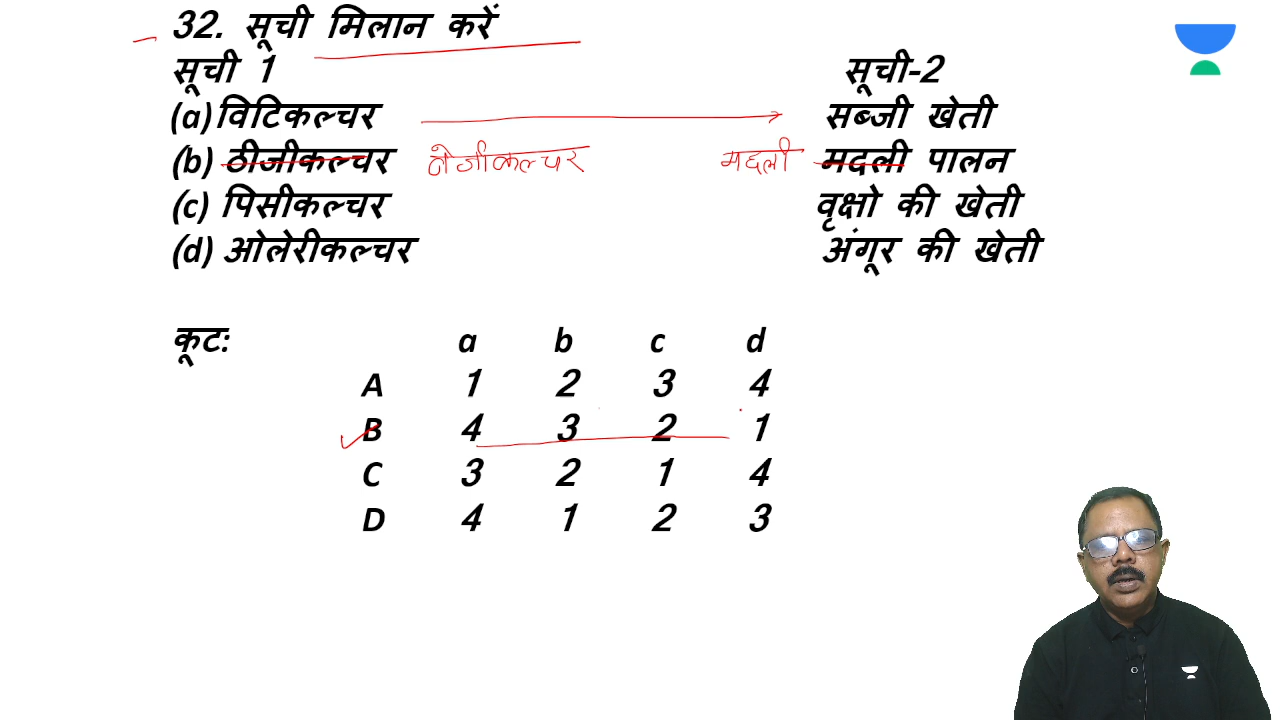 32. सूची मिलान करें
सूची 1 सूची-2
(a) विटिकल्चर सब्जी खेती
(b) ठीजीकल्चर मदली पालन
(c) पिसीकल्चर वृक्षो की खेती
(d) ओलेरीकल्चर अंगूर की खेती
कूटः a b c d
A 1 2 3 4
B 4 3 2 1
C 3 2 1 4
D 4 1 2 3